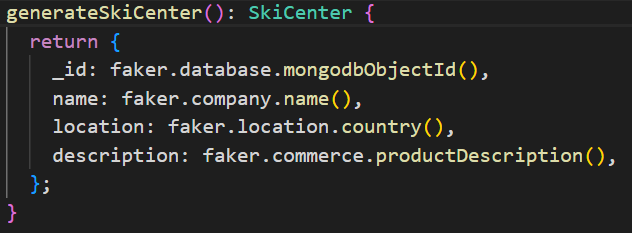 generateSkiCenter(): SkiCenter {
  return {
    _id: faker.database.mongodbObjectId(),
    name: faker.company.name(),
    location: faker.location.country(),
    description: faker.commerce.productDescription(),
  };
}